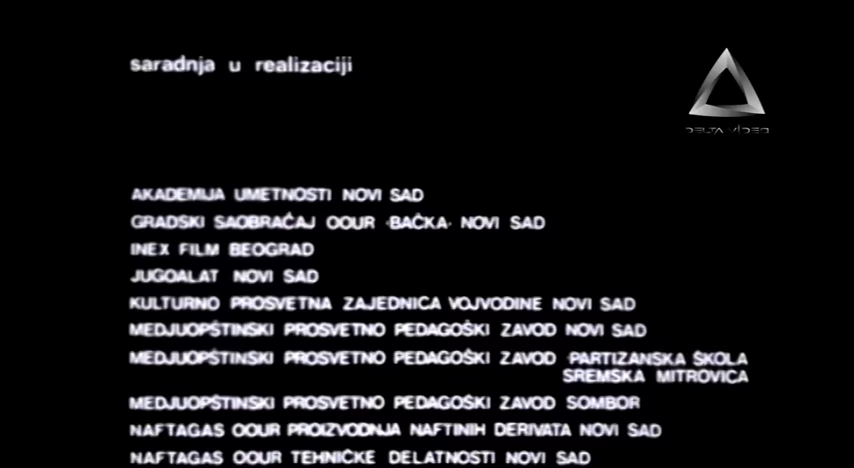 saradnja u realizaciji
DELTA VIDEO
AKADEMIJA UMETNOSTI NOVI SAD
GRADSKI SAOBRAĆAJ OOUR "BAČKA" NOVI SAD
INEX FILM BEOGRAD
JUGOALAT NOVI SAD
KULTURNO PROSVETNA ZAJEDNICA VOJVODINE NOVI SAD
MEDJUOPŠTINSKI PROSVETNO PEDAGOŠKI ZAVOD NOVI SAD
MEDJUOPŠTINSKI PROSVETNO PEDAGOŠKI ZAVOD PARTIZANSKA ŠKOLA
SREMSKA MITROVICA
MEDJUOPŠTINSKI PROSVETNO PEDAGOŠKI ZAVOD SOMBOR
NAFTAGAS OOUR PROIZVODNJA NAFTINIH DERIVATA NOVI SAD
NAFTAGAS OOUR TEHNIČKE DELATNOSTI NOVI SAD